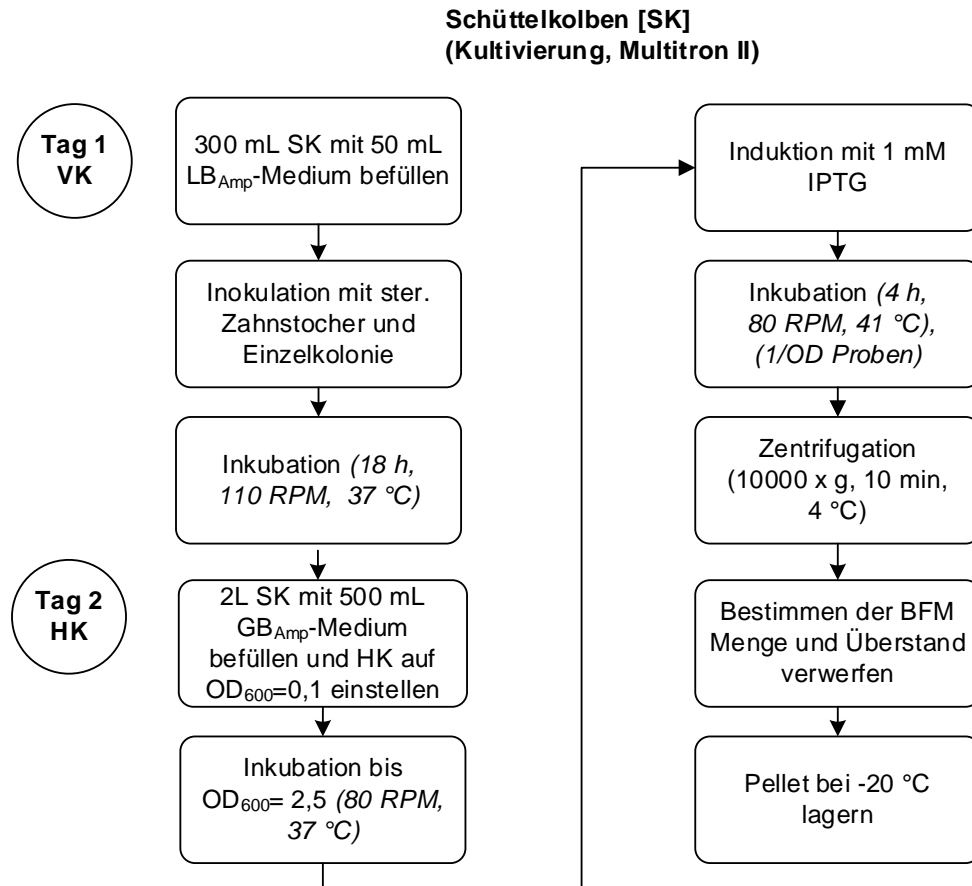 Schüttelkolben [SK]
(Kultivierung, Multitron II)
Tag 1
VK
300 mL SK mit 50 mL
LBAmp-Medium befüllen
Inokulation mit ster.
Zahnstocher und
Einzelkolonie
Inkubation (18 h,
110 RPM, 37 °C)
Tag 2
HK
2L SK mit 500 mL
GBAmp-Medium
befüllen und HK auf
OD600=0,1 einstellen
Inkubation bis
OD600= 2,5 (80 RPM,
37 °C)
Induktion mit 1 mM
IPTG
Inkubation (4 h,
80 RPM, 41 °C),
(1/OD Proben)
Zentrifugation
(10000 x g, 10 min,
4 °C)
Bestimmen der BFM
Menge und Überstand
verwerfen
Pellet bei -20 °C
lagern